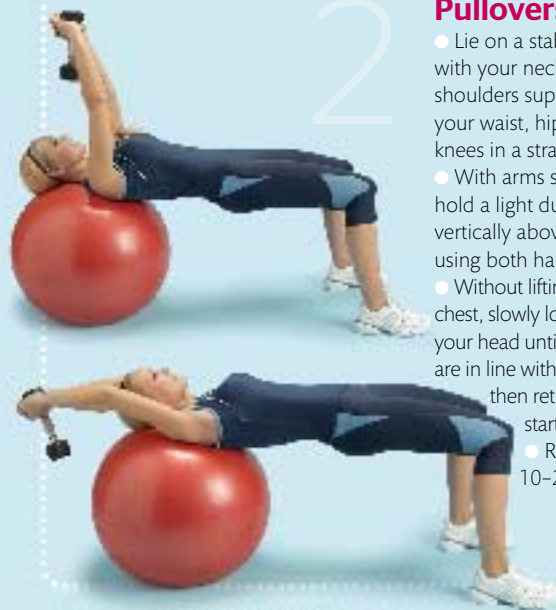 2
Pullovers
Lie on a stab
with your nec
shoulders sup
your waist, hip
knees in a stra
With arms s
hold a light du
vertically abov
using both ha
Without liftin
chest, slowly lo
your head unti
are in line with
then ret
start
R
10–2